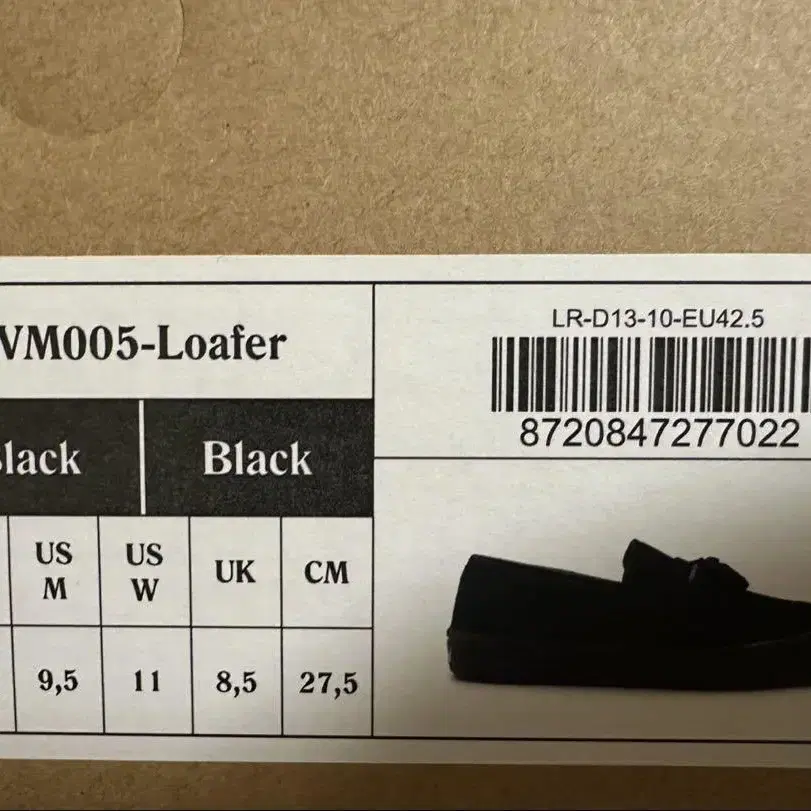 VM005-Loafer
LR-D13-10-EU42.5
8720847277022
Black Black
US M US W UK CM
9,5 11 8,5 27,5